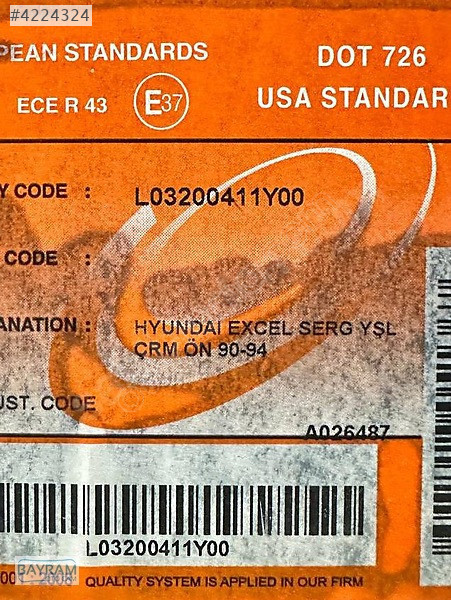 #4224324
PEAN STANDARDS
DOT 726
ECE R 43
E37
USA STANDAR
Y CODE :
L03200411Y00
CODE :
ANATION :
HYUNDAI EXCEL SERG YSL
ÇRM ÖN 90-94
UST. CODE
A026487
L03200411Y00
BAYRAM
QUALITY SYSTEM IS APPLIED IN OUR FIRM